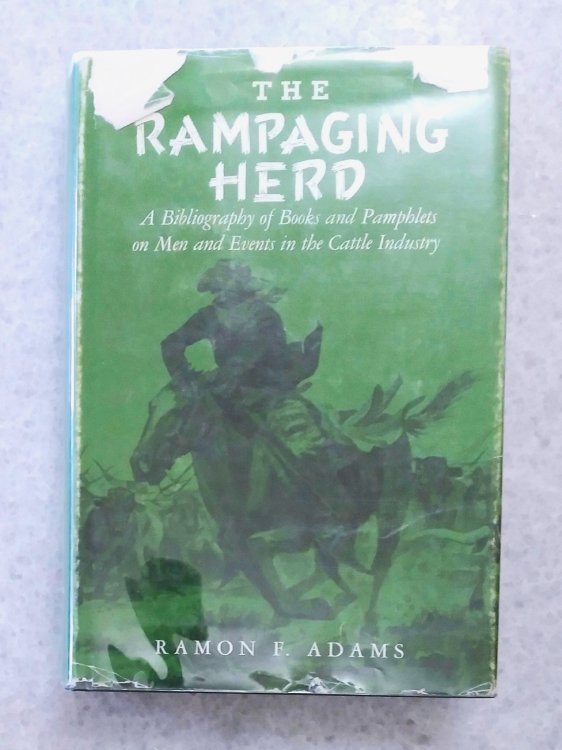 THE
RAMPAGING
HERD
A Bibliography of Books and Pamphlets
on Men and Events in the Cattle Industry
RAMON F. ADAMS